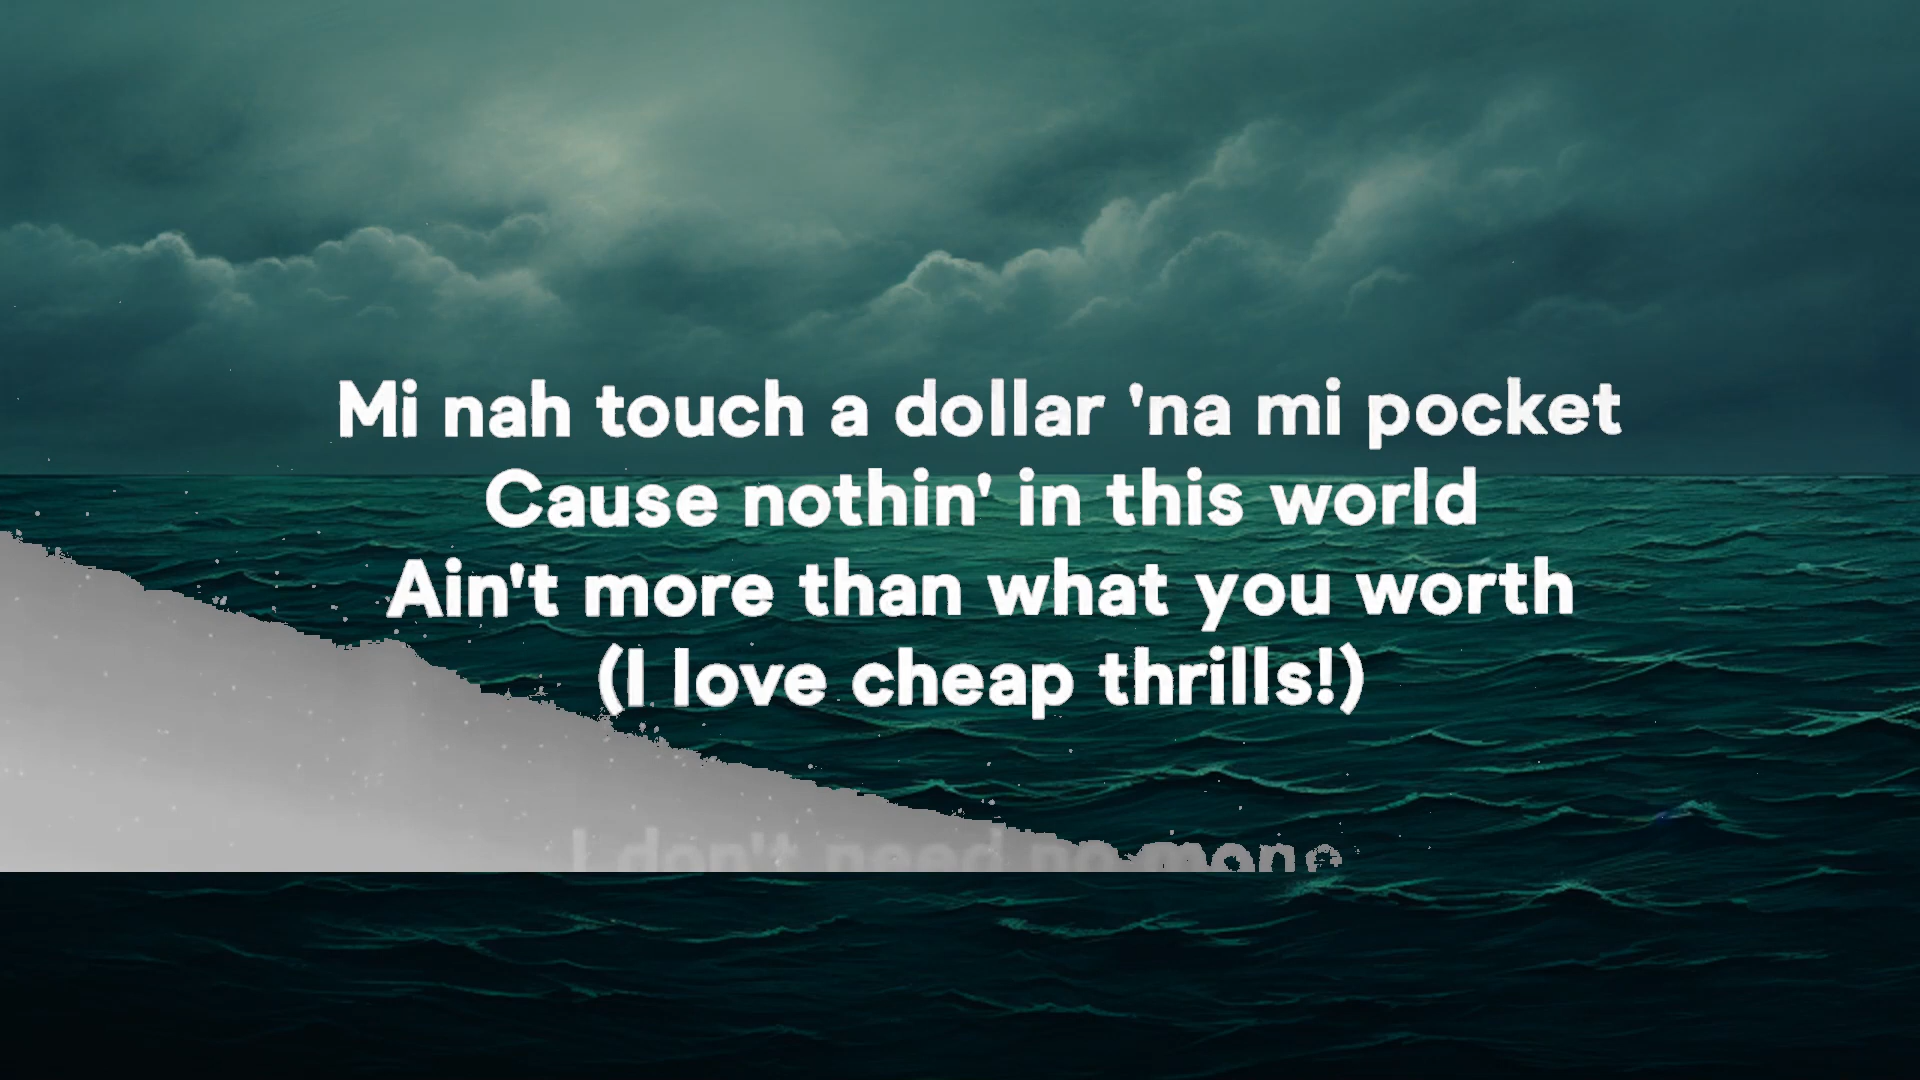 Mi nah touch a dollar 'na mi pocket
Cause nothin' in this world
Ain't more than what you worth
(I love cheap thrills!)
I don't need no